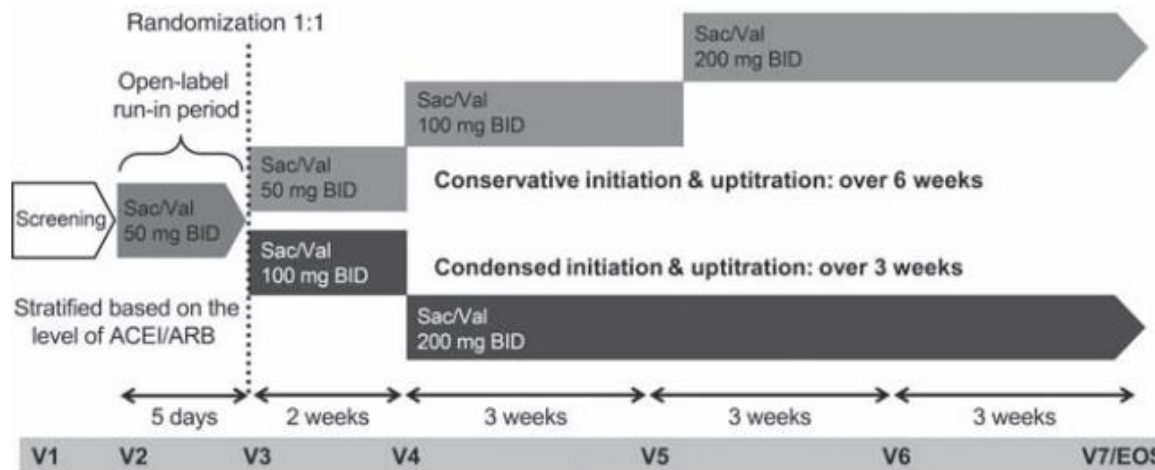 Randomization 1:1
Open-label
run-in period
Screening
Sac/Val
50 mg BID
Sac/Val
50 mg BID
Sac/Val
100 mg BID
Sac/Val
200 mg BID
Conservative initiation & uptitration: over 6 weeks
Sac/Val
100 mg BID
Condensed initiation & uptitration: over 3 weeks
Sac/Val
200 mg BID
Stratified based on the
level of ACEI/ARB
5 days
2 weeks
3 weeks
3 weeks
3 weeks
V1 V2 V3 V4 V5 V6 V7/EOS